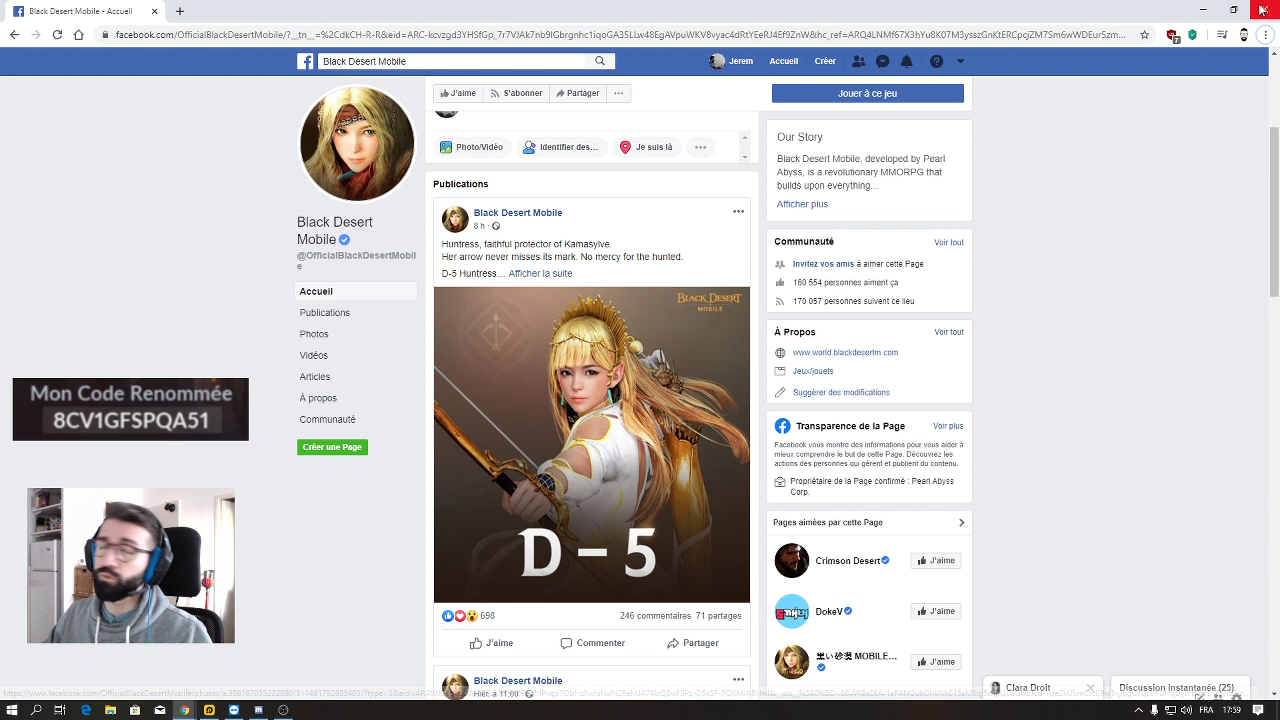 Black Desert Mobile - Accueil
Black Desert Mobile
Jerem
Accueil
Créer
J'aime
S'abonner
Partager
Jouer à ce jeu
Photo/Vidéo
Identifier des...
Je suis là
Black Desert
Mobile
@OfficialBlackDesertMobil
e
Accueil
Publications
Photos
Vidéos
Articles
À propos
Communauté
Créer une Page
Mon Code Renommée
8CV1GFSPQA51
Publications
Black Desert Mobile
8 h
Huntress, faithful protector of Kamasylve.
Her arrow never misses its mark. No mercy for the hunted.
D-5 Huntress... Afficher la suite
BLACK DESERT
MOBILE
D-5
698
246 commentaires 71 partages
J'aime
Commenter
Partager
Black Desert Mobile
Hier, à 11:00
Our Story
Black Desert Mobile, developed by Pearl
Abyss, is a revolutionary MMORPG that
builds upon everything...
Afficher plus
Communauté
Voir tout
Invitez vos amis à aimer cette Page
160 554 personnes aiment ça
170 057 personnes suivent ce lieu
À Propos
Voir tout
www.world.blackdesertm.com
Jeux/jouets
Suggérer des modifications
Transparence de la Page
Voir plus
Facebook vous montre des informations pour vous aider à
mieux comprendre le but de cette Page. Découvrez les
actions des personnes qui gèrent et publient du contenu.
Propriétaire de la Page confirmé : Pearl Abyss
Corp.
Pages aimées par cette Page
Crimson Desert
J'aime
DokeV
J'aime
黒い砂漠 MOBILE...
J'aime
Clara Droit
Discussion instantanée (25)
FRA
17:59